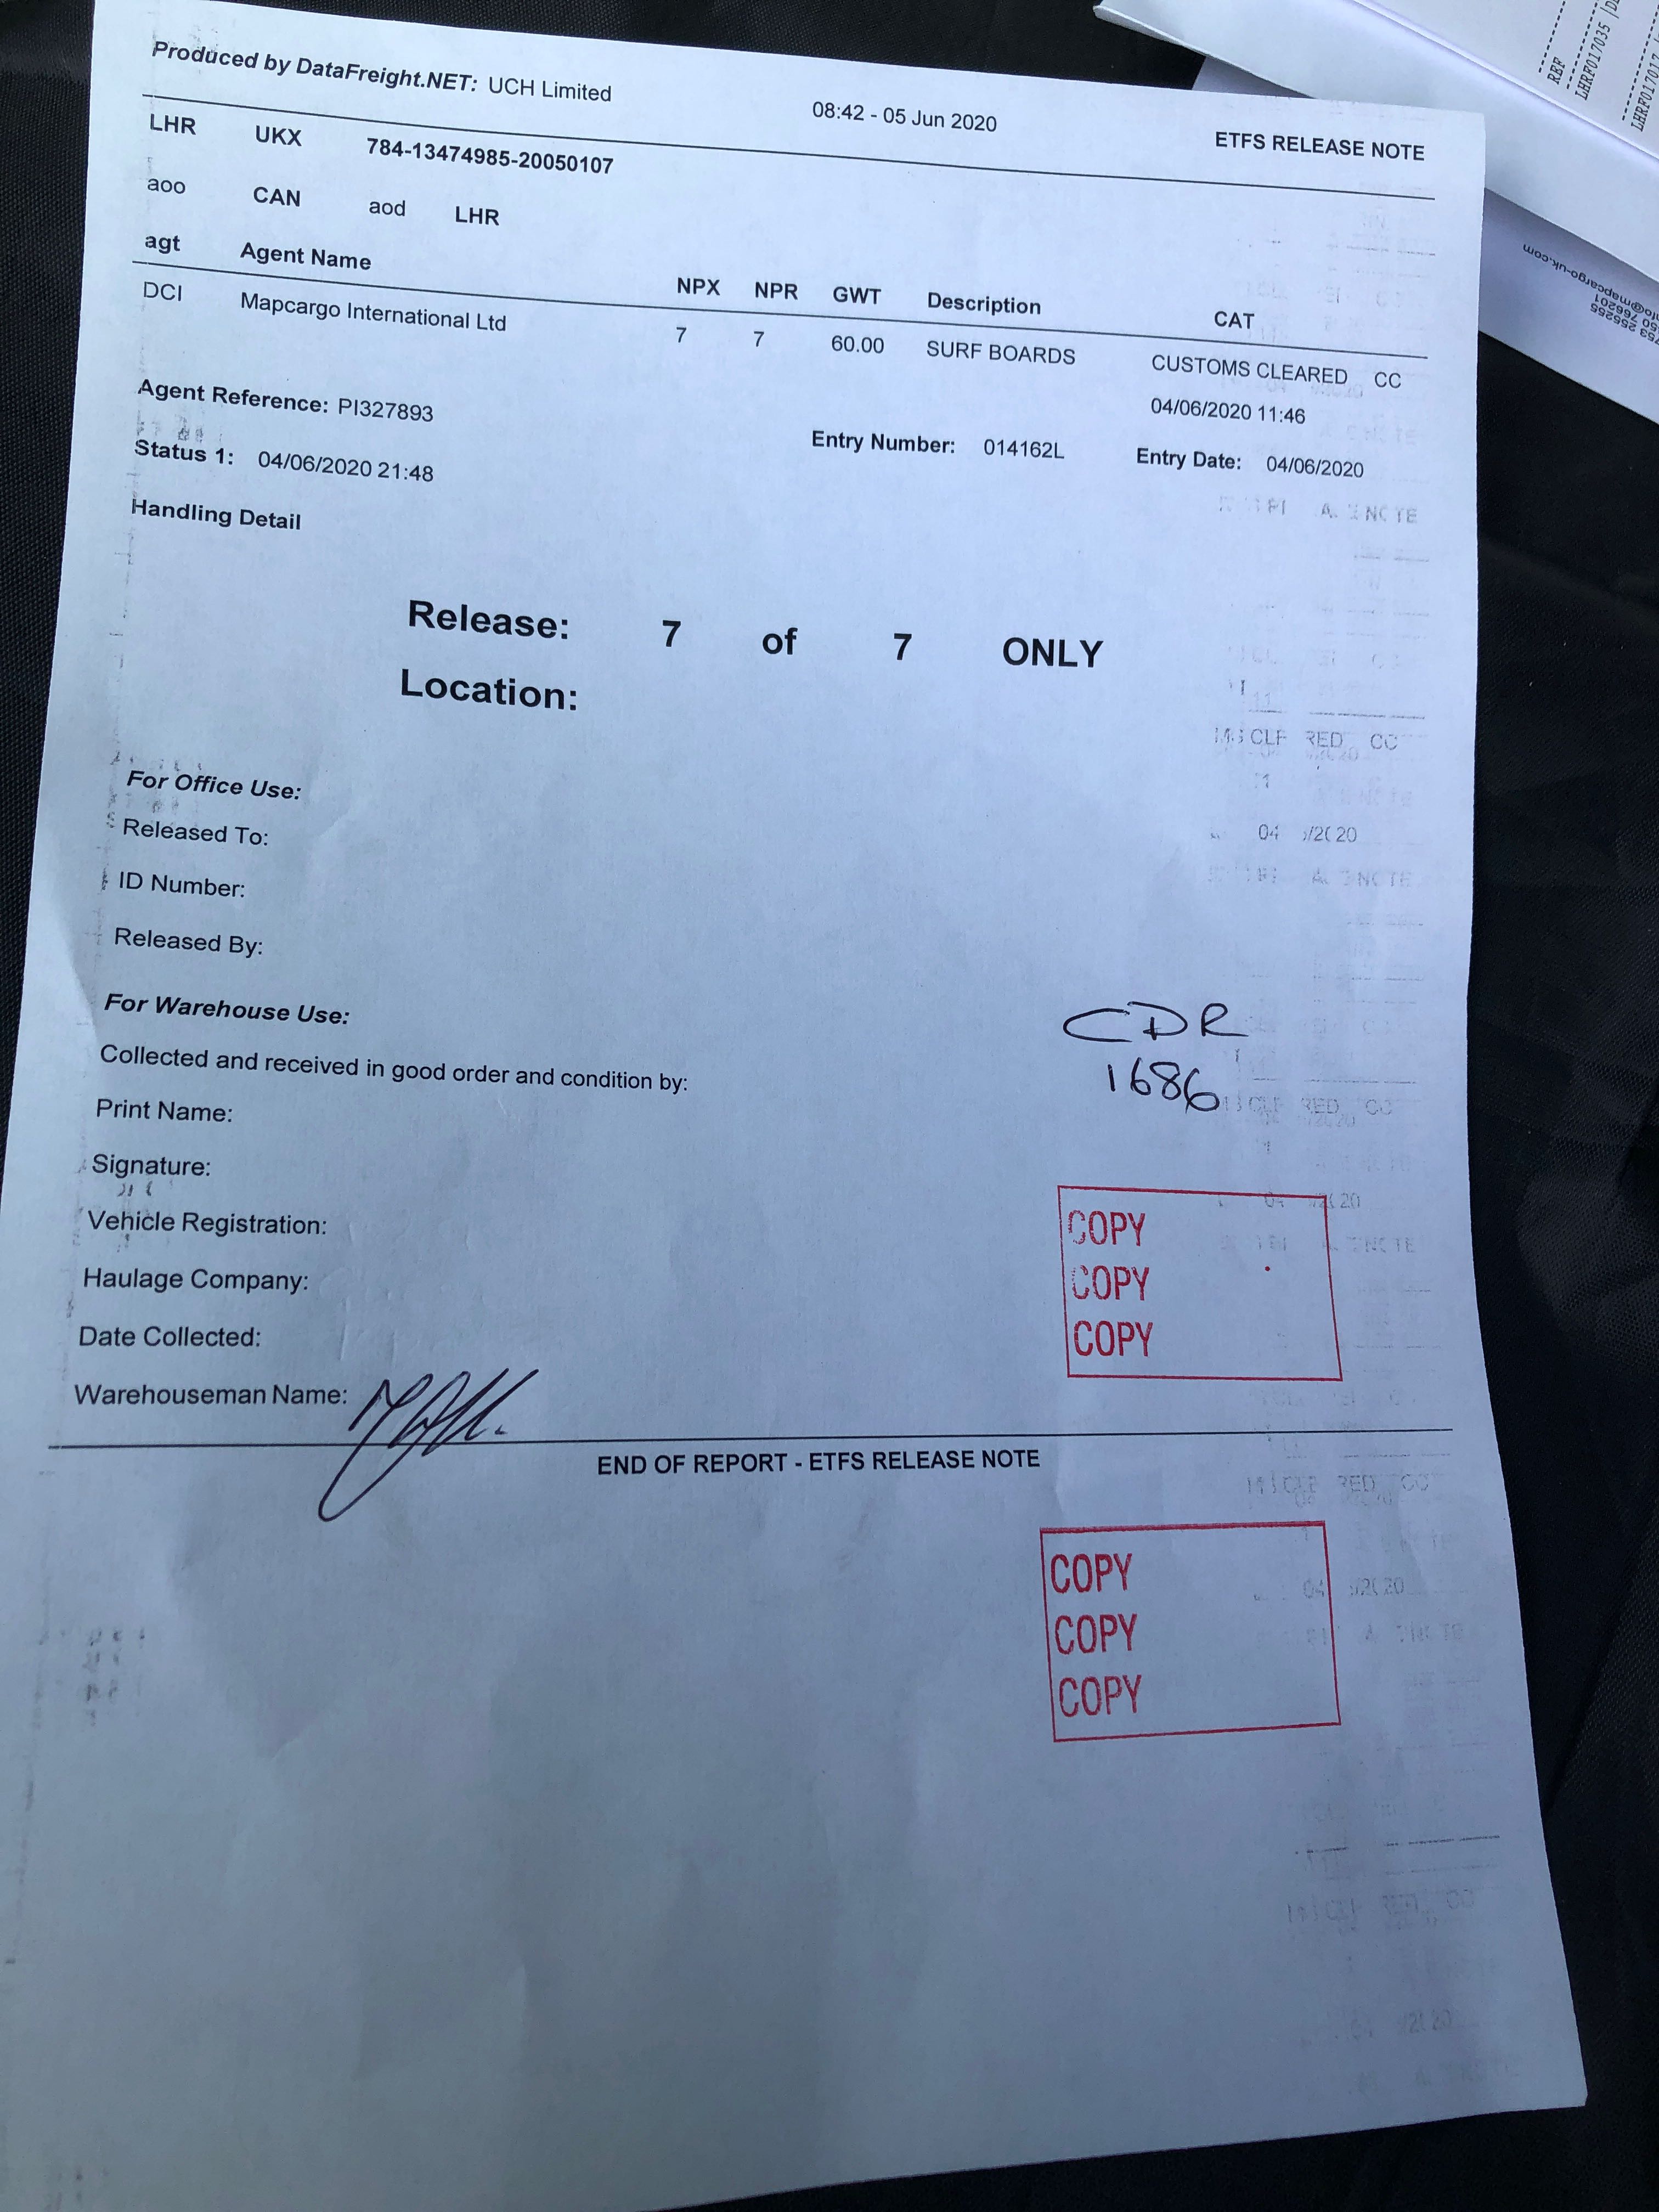 Produced by DataFreight.NET: UCH Limited 08:42 - 05 Jun 2020 ETFS RELEASE NOTE
LHR UKX 784-13474985-20050107
aoo CAN aod LHR
agt Agent Name NPX NPR GWT Description CAT
DCI Mapcargo International Ltd 7 7 60.00 SURF BOARDS CUSTOMS CLEARED CC
04/06/2020 11:46
Agent Reference: PI327893 Entry Number: 014162L Entry Date: 04/06/2020
Status 1: 04/06/2020 21:48
Handling Detail
Release: 7 of 7 ONLY
Location:
For Office Use:
Released To:
ID Number:
Released By:
For Warehouse Use:
Collected and received in good order and condition by:
CDR
1686
Print Name:
Signature:
Vehicle Registration:
Haulage Company:
Date Collected:
Warehouseman Name:
COPY
COPY
COPY
END OF REPORT - ETFS RELEASE NOTE
COPY
COPY
COPY
REF
LHRF017035